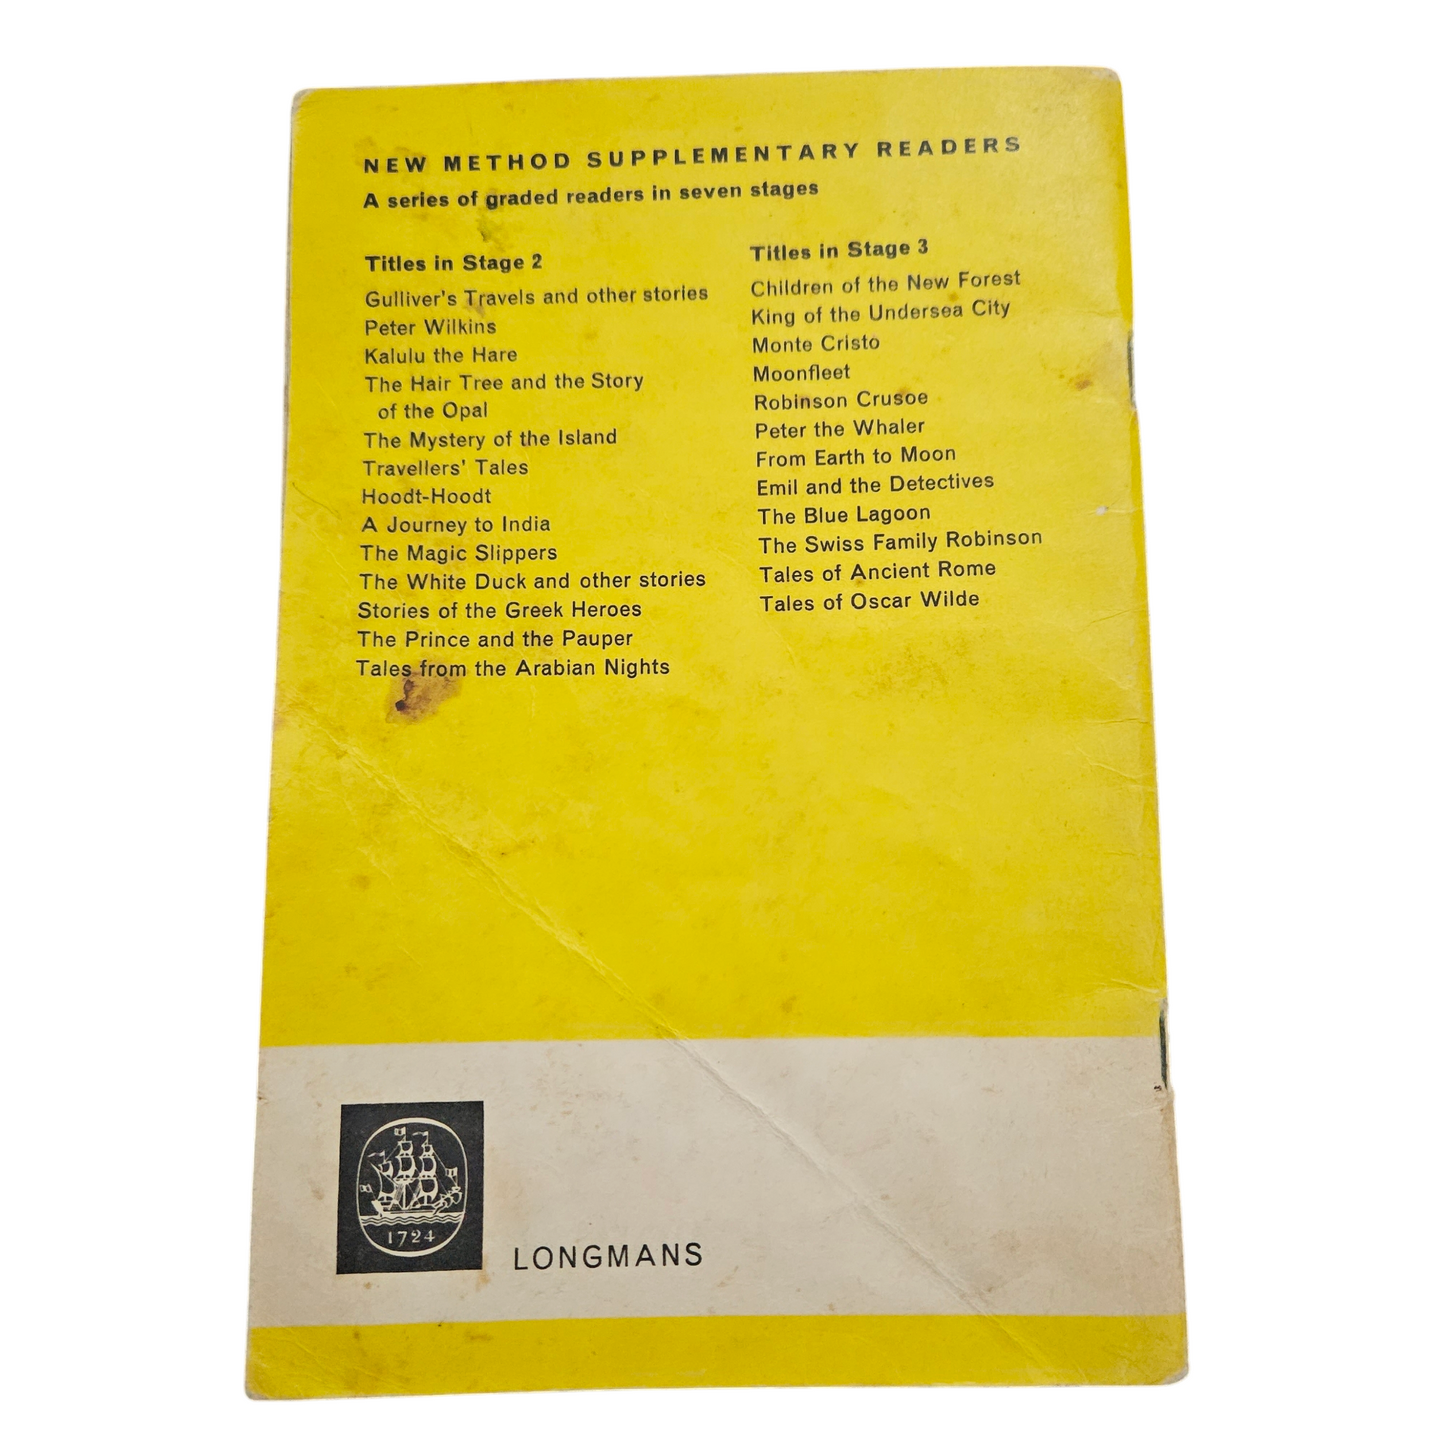 NEW METHOD SUPPLEMENTARY READERS
A series of graded readers in seven stages
Titles in Stage 2
Gulliver's Travels and other stories
Peter Wilkins
Kalulu the Hare
The Hair Tree and the Story
of the Opal
The Mystery of the Island
Travellers' Tales
Hoodt-Hoodt
A Journey to India
The Magic Slippers
The White Duck and other stories
Stories of the Greek Heroes
The Prince and the Pauper
Tales from the Arabian Nights
Titles in Stage 3
Children of the New Forest
King of the Undersea City
Monte Cristo
Moonfleet
Robinson Crusoe
Peter the Whaler
From Earth to Moon
Emil and the Detectives
The Blue Lagoon
The Swiss Family Robinson
Tales of Ancient Rome
Tales of Oscar Wilde
1724
LONGMANS